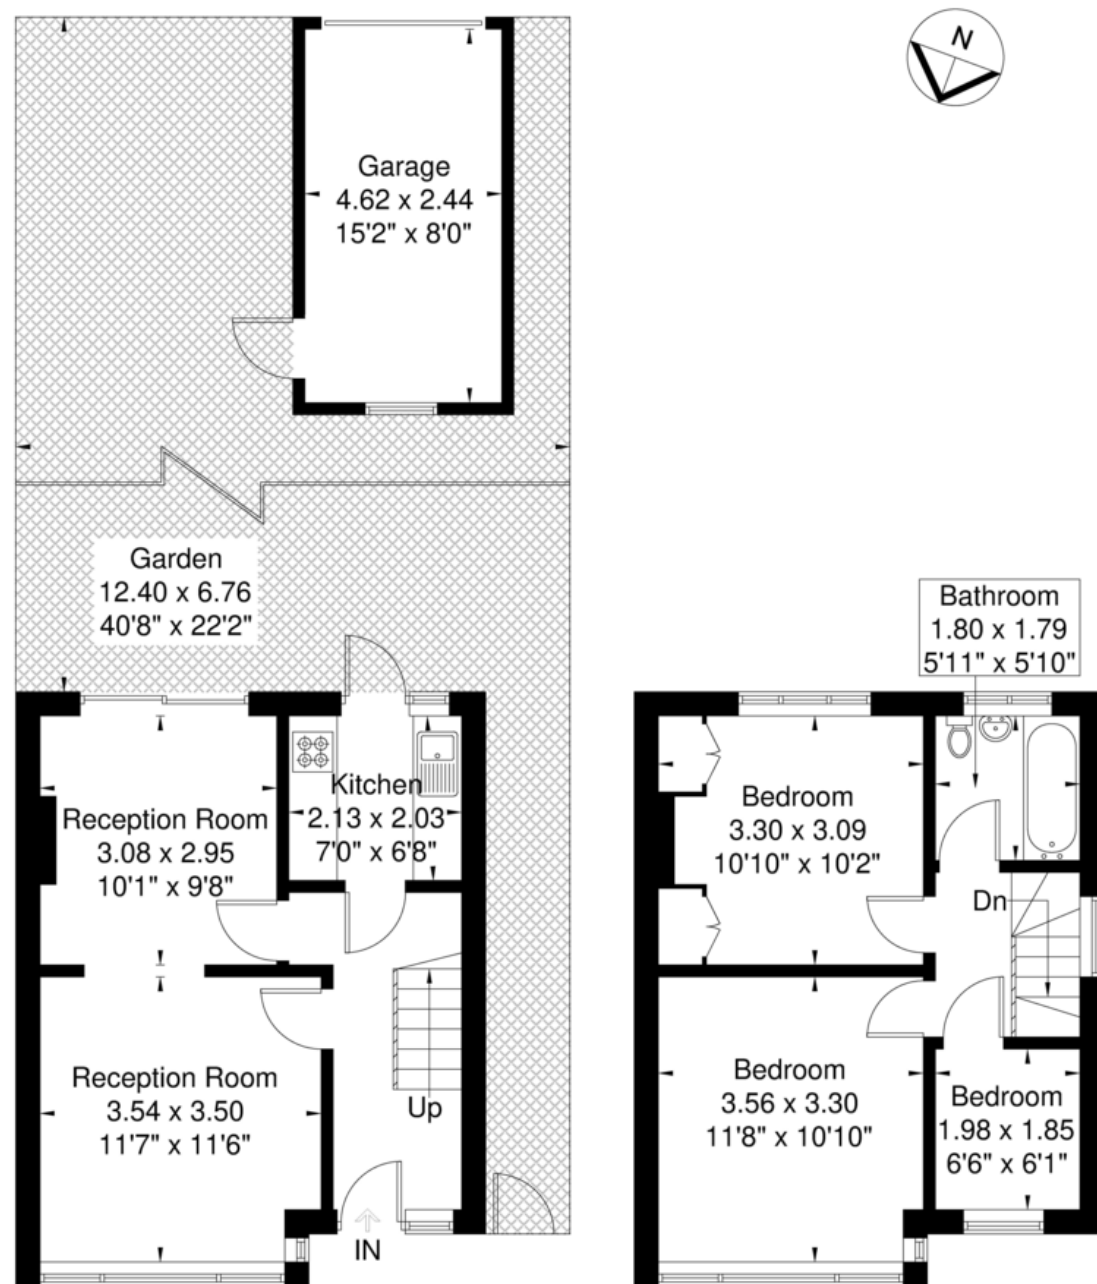 N
Garage
4.62 x 2.44
15'2" x 8'0"
Garden
12.40 x 6.76
40'8" x 22'2"
Bathroom
1.80 x 1.79
5'11" x 5'10"
Kitchen
2.13 x 2.03
7'0" x 6'8"
Reception Room
3.08 x 2.95
10'1" x 9'8"
Bedroom
3.30 x 3.09
10'10" x 10'2"
Dn
Reception Room
3.54 x 3.50
11'7" x 11'6"
Up
IN
Bedroom
3.56 x 3.30
11'8" x 10'10"
Bedroom
1.98 x 1.85
6'6" x 6'1"